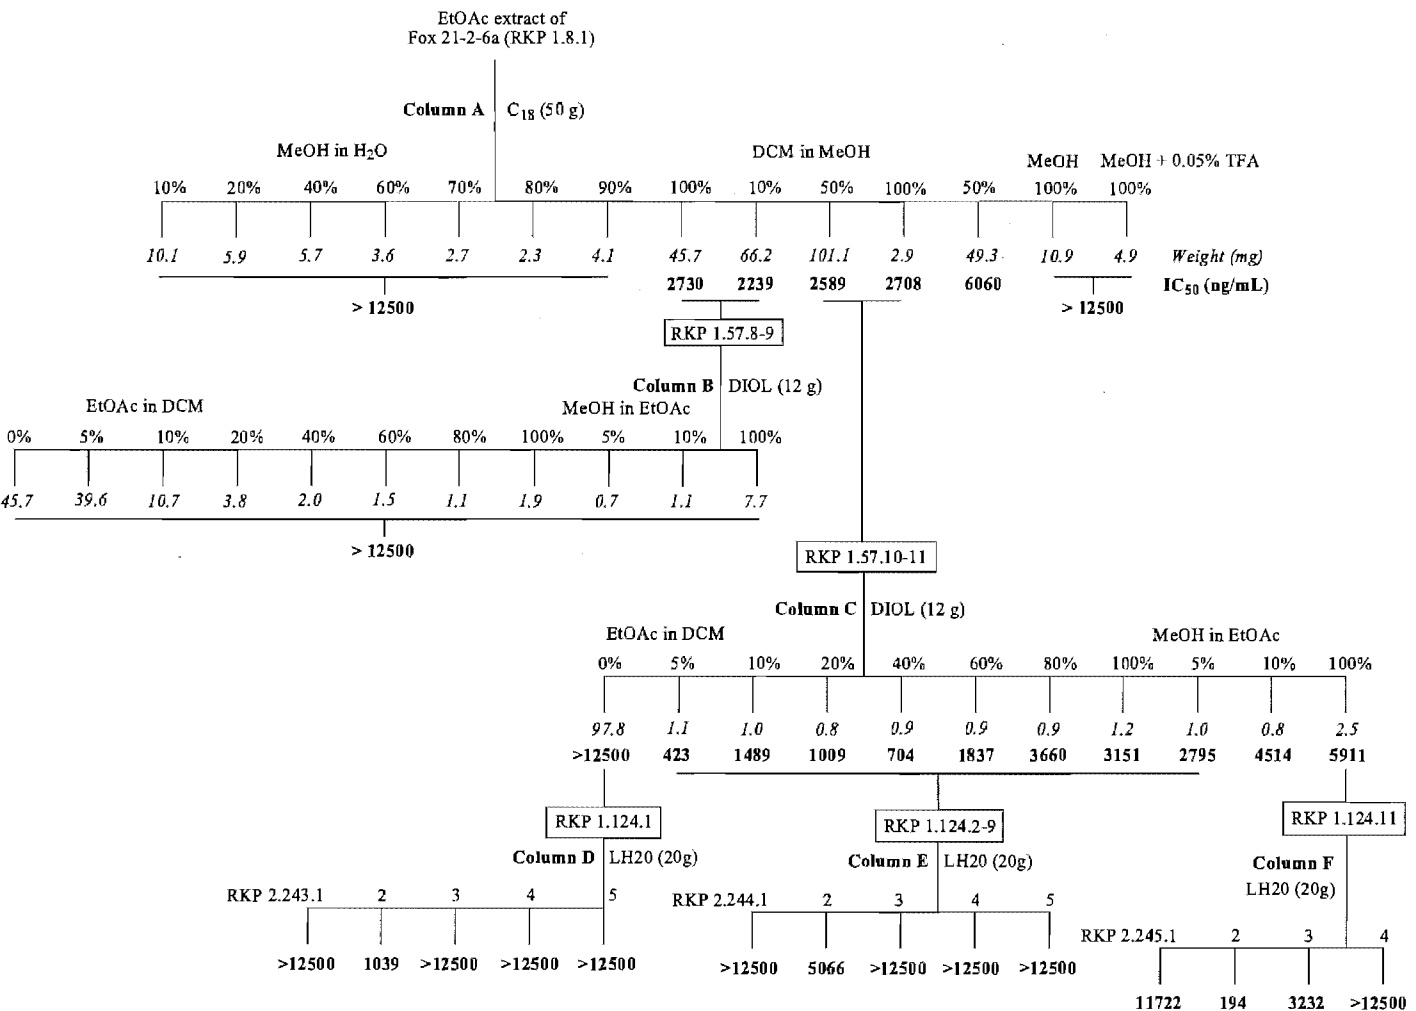 EtOAc extract of
Fox 21-2-6a (RKP 1.8.1)
Column A C18 (50 g)
MeOH in H2O DCM in MeOH MeOH MeOH + 0.05% TFA
10% 20% 40% 60% 70% 80% 90% 100% 10% 50% 100% 50% 100% 100%
10.1 5.9 5.7 3.6 2.7 2.3 4.1 45.7 66.2 101.1 2.9 49.3 10.9 4.9 Weight (mg)
2730 2239 2589 2708 6060 IC50 (ng/mL)
> 12500 > 12500
RKP 1.57.8-9
Column B DIOL (12 g)
EtOAc in DCM MeOH in EtOAc
0% 5% 10% 20% 40% 60% 80% 100% 5% 10% 100%
45.7 39.6 10.7 3.8 2.0 1.5 1.1 1.9 0.7 1.1 7.7
> 12500
RKP 1.57.10-11
Column C DIOL (12 g)
EtOAc in DCM MeOH in EtOAc
0% 5% 10% 20% 40% 60% 80% 100% 5% 10% 100%
97.8 1.1 1.0 0.8 0.9 0.9 0.9 1.2 1.0 0.8 2.5
>12500 423 1489 1009 704 1837 3660 3151 2795 4514 5911
RKP 1.124.1 RKP 1.124.2-9 RKP 1.124.11
Column D LH20 (20g) Column E LH20 (20g) Column F
LH20 (20g)
RKP 2.243.1 2 3 4 5 RKP 2.244.1 2 3 4 5
RKP 2.245.1 2 3 4
>12500 1039 >12500 >12500 >12500 >12500 5066 >12500 >12500 >12500
11722 194 3232 >12500